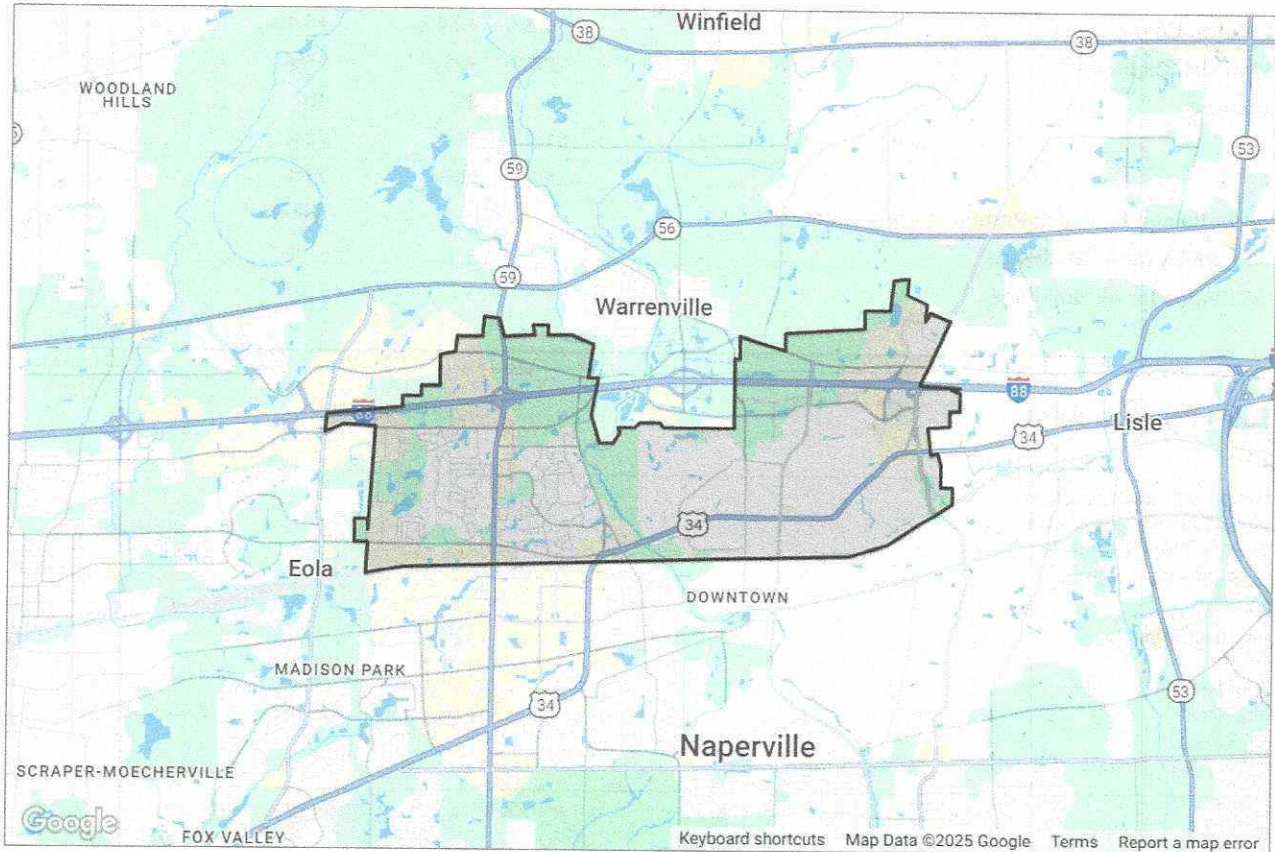 Winfield
38
38
WOODLAND
HILLS
53
59
56
59
Warrenville
88
34
Lisle
34
Eola
DOWNTOWN
MADISON PARK
53
34
Naperville
SCRAPER-MOECHERVILLE
Google
FOX VALLEY
Keyboard shortcuts Map Data ©2025 Google Terms Report a map error